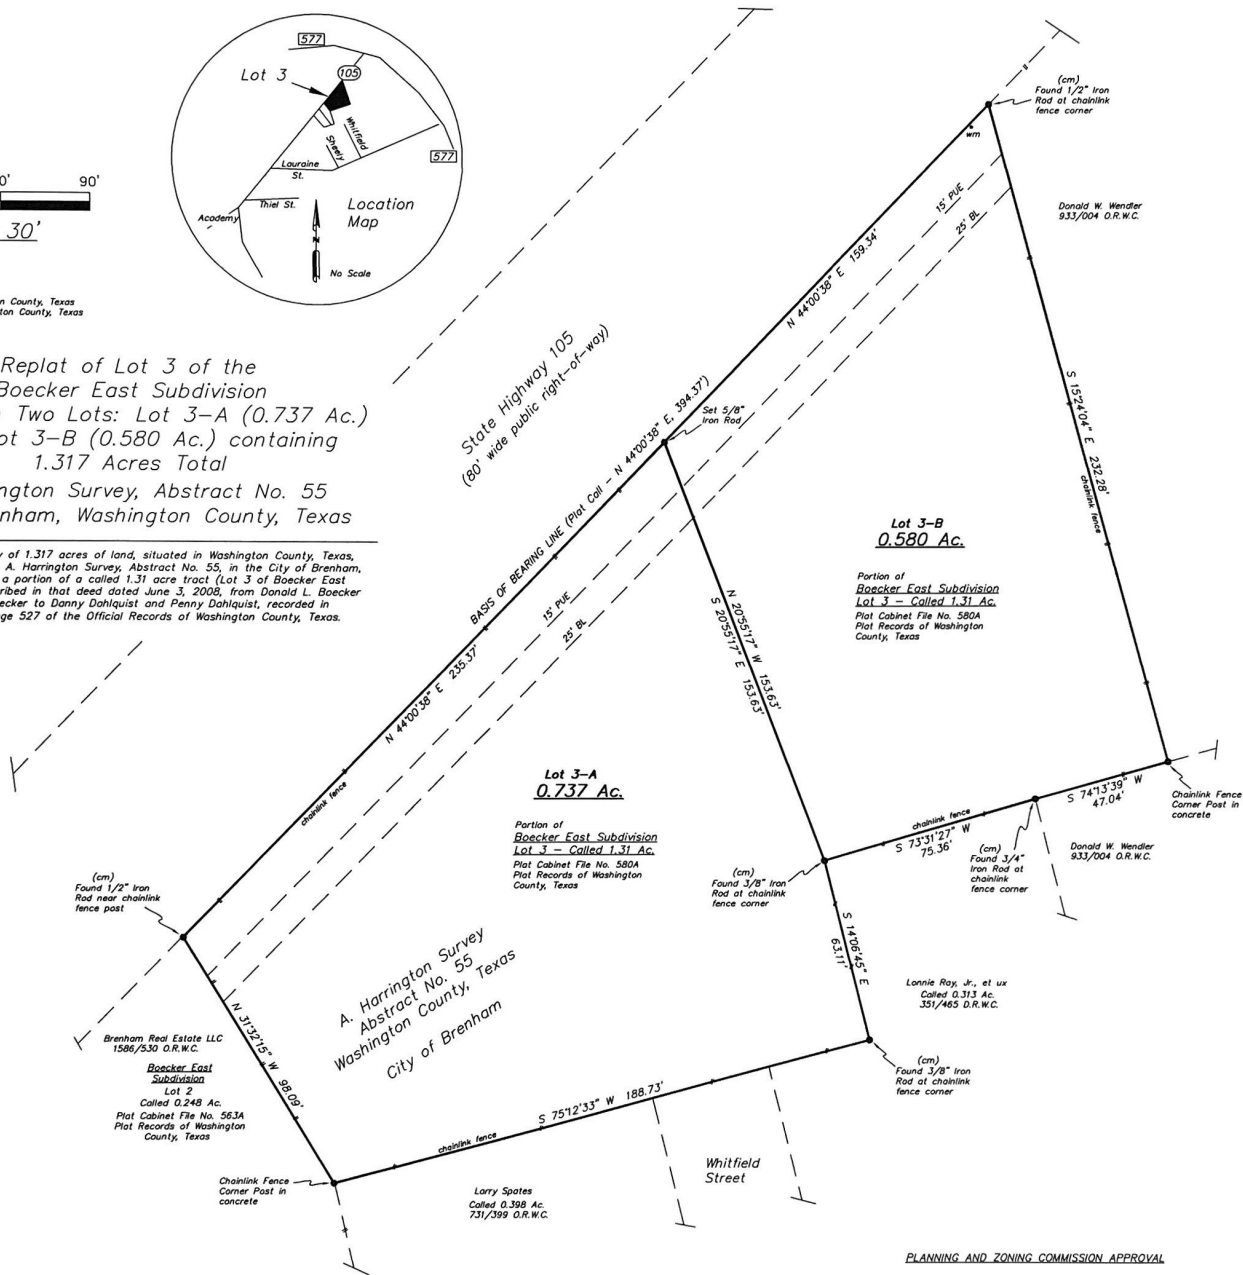 577
Lot 3
105
Whitfield
Sheely
577
Lauraine
St.
Thiel St.
Academy
Location
Map
N
No Scale
0' 90'
30'
n County, Texas
ton County, Texas
Replat of Lot 3 of the
Boecker East Subdivision
Two Lots: Lot 3-A (0.737 Ac.)
ot 3-B (0.580 Ac.) containing
1.317 Acres Total
ngton Survey, Abstract No. 55
nham, Washington County, Texas
y of 1.317 acres of land, situated in Washington County, Texas,
A. Harrington Survey, Abstract No. 55, in the City of Brenham,
a portion of a called 1.31 acre tract (Lot 3 of Boecker East
ribed in that deed dated June 3, 2008, from Donald L. Boecker
ecker to Danny Dahlquist and Penny Dahlquist, recorded in
ge 527 of the Official Records of Washington County, Texas.
State Highway 105
(80' wide public right-of-way)
(cm)
Found 1/2" Iron
Rod at chainlink
fence corner
wm
15' PUE
25' BL
Donald W. Wendler
933/004 O.R.W.C.
N 44°00'38" E 159.34'
Set 5/8"
Iron Rod
BASIS OF BEARING LINE (Plat Call - N 44°00'38" E, 394.37')
N 44°00'38" E 235.37'
15' PUE
25' BL
chainlink fence
S 15°24'04" E 232.28'
chainlink fence
Lot 3-B
0.580 Ac.
Portion of
Boecker East Subdivision
Lot 3 - Called 1.31 Ac.
Plat Cabinet File No. 580A
Plat Records of Washington
County, Texas
N 20°55'17" W 153.63'
S 20°55'17" E 153.63'
Lot 3-A
0.737 Ac.
Portion of
Boecker East Subdivision
Lot 3 - Called 1.31 Ac.
Plat Cabinet File No. 580A
Plat Records of Washington
County, Texas
S 74°13'39" W
47.04'
Chainlink Fence
Corner Post in
concrete
chainlink fence
S 73°31'27" W
75.36'
(cm)
Found 3/4"
Iron Rod at
chainlink
fence corner
Donald W. Wendler
933/004 O.R.W.C.
(cm)
Found 3/8" Iron
Rod at chainlink
fence corner
(cm)
Found 1/2" Iron
Rod near chainlink
fence post
A. Harrington Survey
Abstract No. 55
Washington County, Texas
City of Brenham
S 14°06'45" E
63.11'
Lonnie Ray, Jr., et ux
Called 0.313 Ac.
351/465 D.R.W.C.
(cm)
Found 3/8" Iron
Rod at chainlink
fence corner
N 31°32'15" W 98.09'
Brenham Real Estate LLC
1586/530 O.R.W.C.
Boecker East
Subdivision
Lot 2
Called 0.248 Ac.
Plat Cabinet File No. 563A
Plat Records of Washington
County, Texas
S 75°12'33" W 188.73'
chainlink fence
Chainlink Fence
Corner Post in
concrete
Larry Spates
Called 0.398 Ac.
731/399 O.R.W.C.
Whitfield
Street
PLANNING AND ZONING COMMISSION APPROVAL